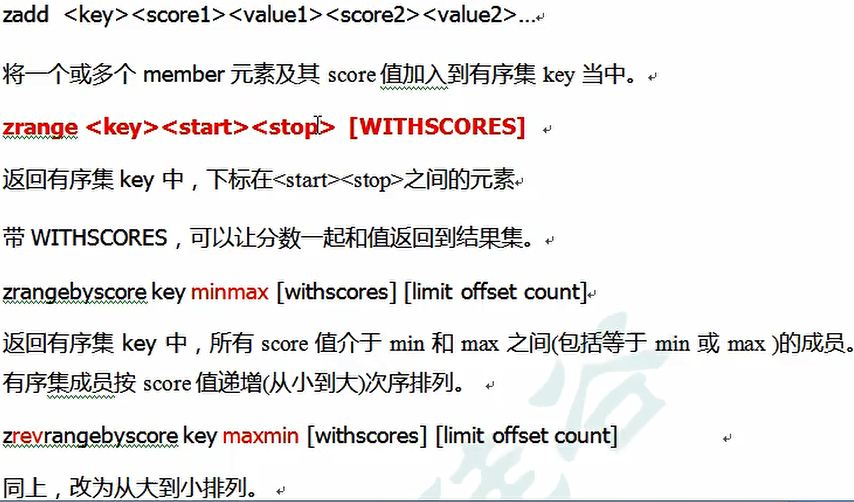 zadd <key><score1><value1><score2><value2>...
将一个或多个 member 元素及其 score 值加入到有序集 key 当中。
zrange <key><start><stop> [WITHSCORES]
返回有序集 key 中，下标在<start><stop>之间的元素
带 WITHSCORES，可以让分数一起和值返回到结果集。
zrangebyscore key minmax [withscores] [limit offset count]
返回有序集 key 中，所有 score 值介于 min 和 max 之间(包括等于 min 或 max )的成员。
有序集成员按 score 值递增(从小到大)次序排列。
zrevrangebyscore key maxmin [withscores] [limit offset count]
同上，改为从大到小排列。